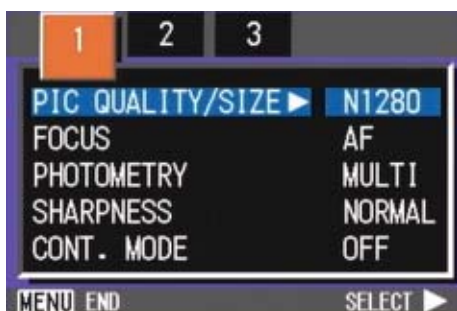 1 2 3
PIC QUALITY/SIZE▶ N1280
FOCUS AF
PHOTOMETRY MULTI
SHARPNESS NORMAL
CONT. MODE OFF
MENU END SELECT ▶